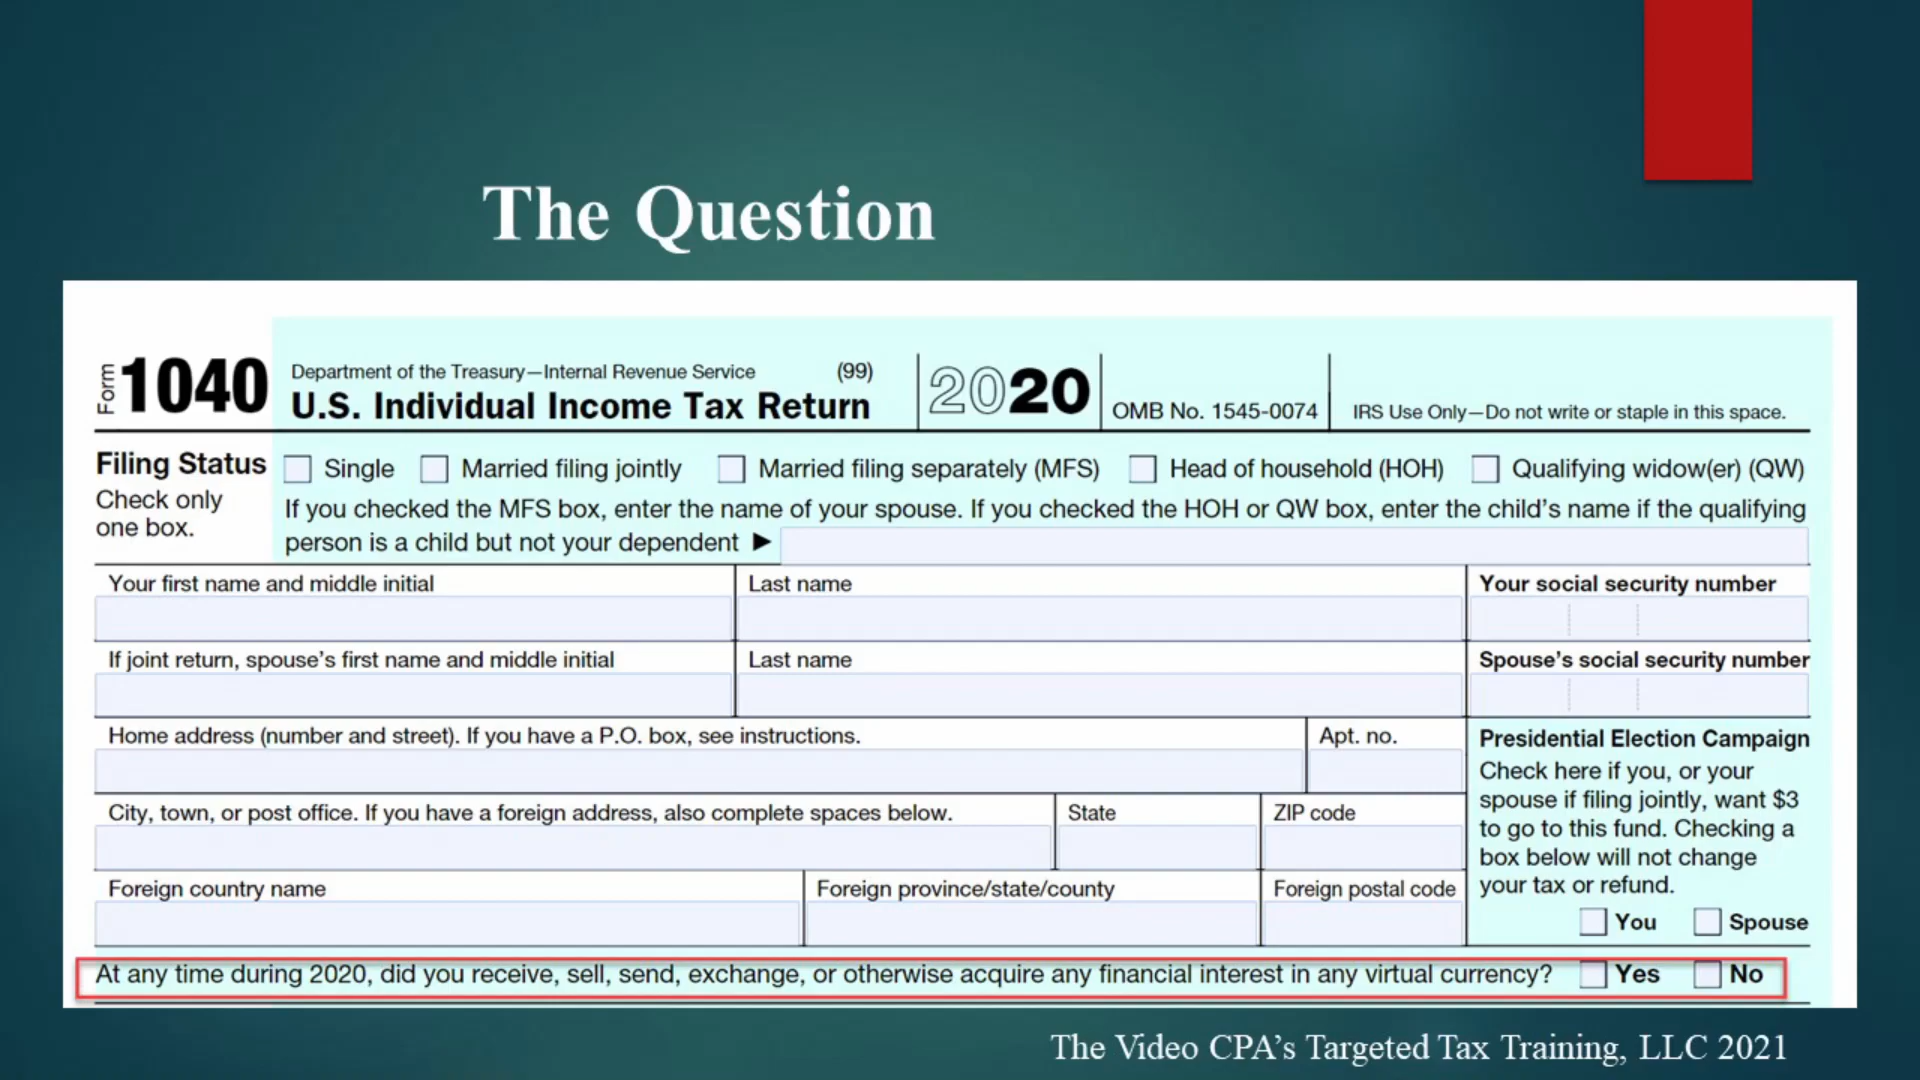 The Question
Form 1040
Department of the Treasury—Internal Revenue Service (99)
U.S. Individual Income Tax Return
2020
OMB No. 1545-0074
IRS Use Only—Do not write or staple in this space.
Filing Status
Check only
one box.
Single Married filing jointly Married filing separately (MFS) Head of household (HOH) Qualifying widow(er) (QW)
If you checked the MFS box, enter the name of your spouse. If you checked the HOH or QW box, enter the child’s name if the qualifying
person is a child but not your dependent ▶
Your first name and middle initial
Last name
Your social security number
If joint return, spouse’s first name and middle initial
Last name
Spouse’s social security number
Home address (number and street). If you have a P.O. box, see instructions.
Apt. no.
City, town, or post office. If you have a foreign address, also complete spaces below.
State
ZIP code
Foreign country name
Foreign province/state/county
Foreign postal code
Presidential Election Campaign
Check here if you, or your
spouse if filing jointly, want $3
to go to this fund. Checking a
box below will not change
your tax or refund.
You Spouse
At any time during 2020, did you receive, sell, send, exchange, or otherwise acquire any financial interest in any virtual currency? Yes No
The Video CPA’s Targeted Tax Training, LLC 2021